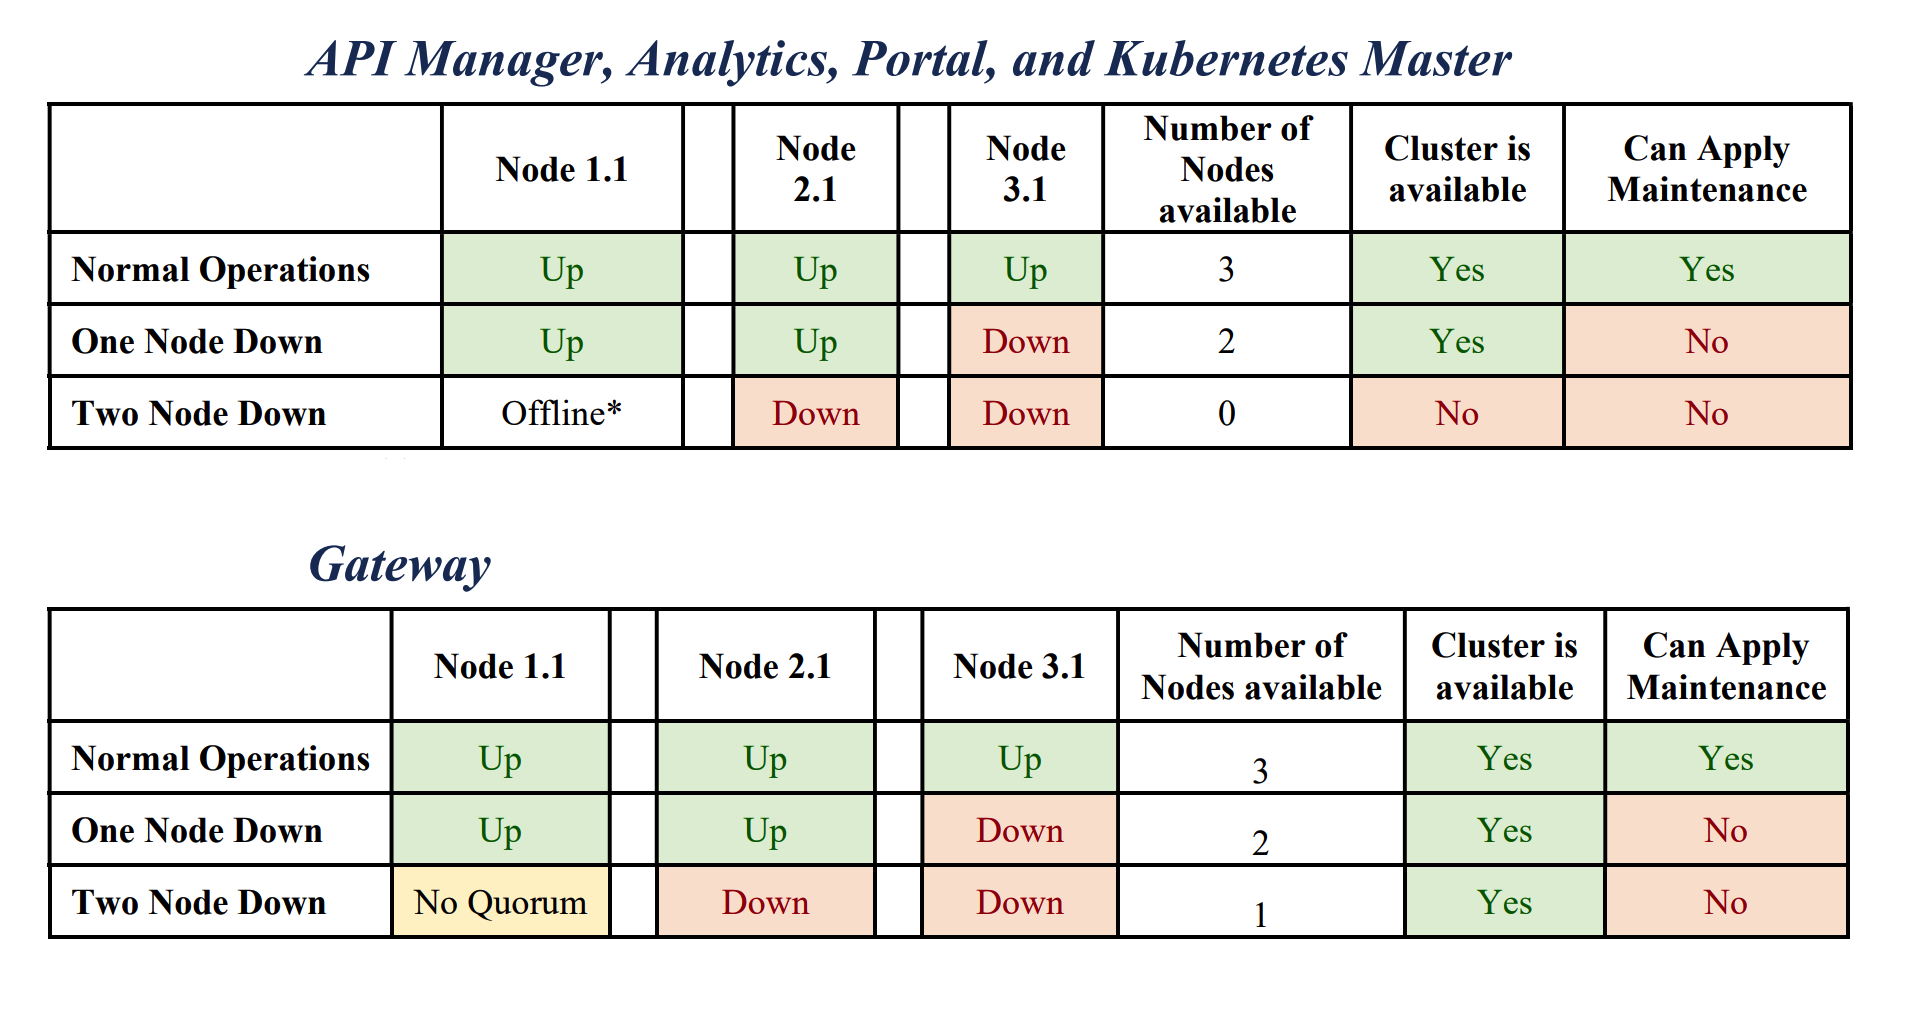 API Manager, Analytics, Portal, and Kubernetes Master
Node 1.1
Node
2.1
Node
3.1
Number of
Nodes
available
Cluster is
available
Can Apply
Maintenance
Normal Operations Up Up Up 3 Yes Yes
One Node Down Up Up Down 2 Yes No
Two Node Down Offline* Down Down 0 No No
Gateway
Node 1.1
Node 2.1
Node 3.1
Number of
Nodes available
Cluster is
available
Can Apply
Maintenance
Normal Operations Up Up Up 3 Yes Yes
One Node Down Up Up Down 2 Yes No
Two Node Down No Quorum Down Down 1 Yes No